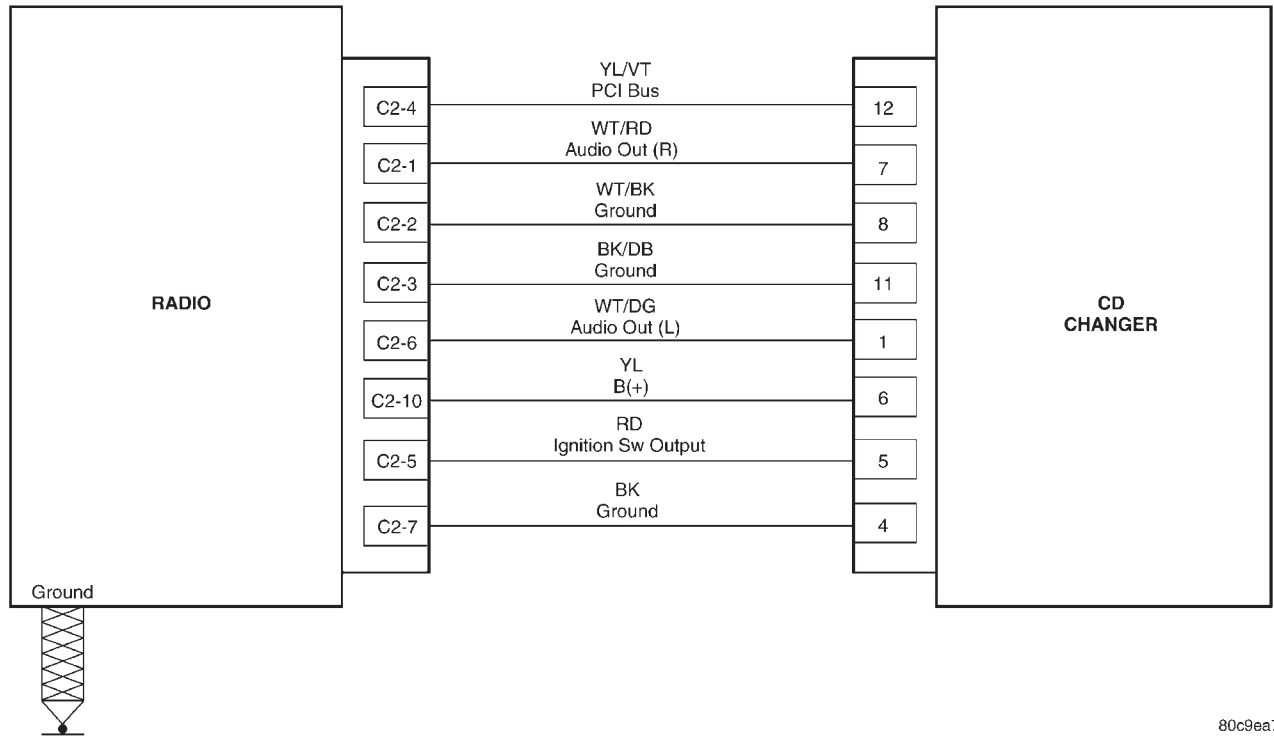 YL/VT
PCI Bus
C2-4
12
WT/RD
Audio Out (R)
C2-1
7
WT/BK
Ground
C2-2
8
BK/DB
Ground
C2-3
11
RADIO
WT/DG
Audio Out (L)
CD
CHANGER
C2-6
1
YL
B(+)
C2-10
6
RD
Ignition Sw Output
C2-5
5
BK
Ground
C2-7
4
Ground